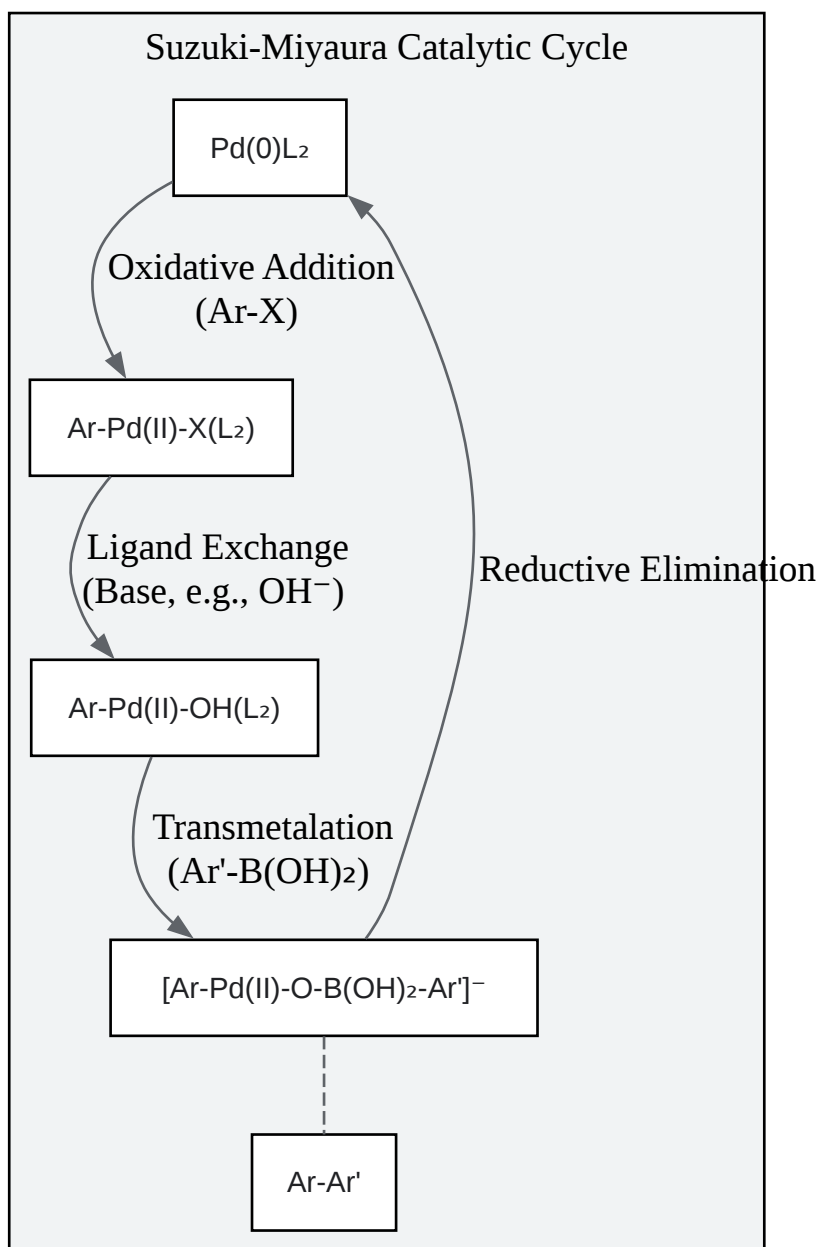 Suzuki-Miyaura Catalytic Cycle
Pd(0)L₂
Oxidative Addition
(Ar-X)
Ar-Pd(II)-X(L₂)
Ligand Exchange
(Base, e.g., OH⁻)
Reductive Elimination
Ar-Pd(II)-OH(L₂)
Transmetalation
(Ar'-B(OH)₂)
[Ar-Pd(II)-O-B(OH)₂-Ar']⁻
Ar-Ar'